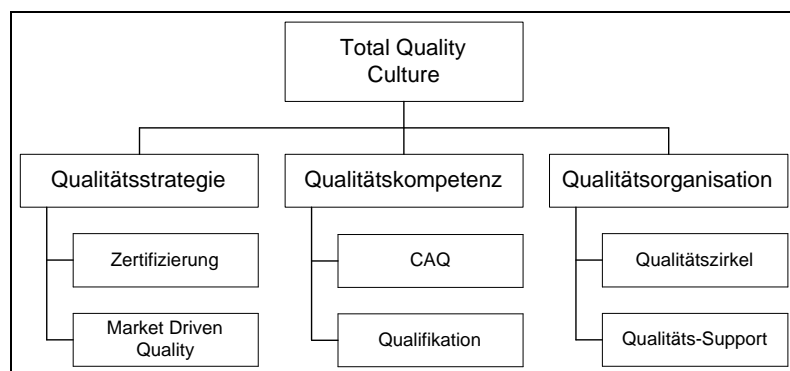 Total Quality
Culture
Qualitätsstrategie
Qualitätskompetenz
Qualitätsorganisation
Zertifizierung
CAQ
Qualitätszirkel
Market Driven
Quality
Qualifikation
Qualitäts-Support